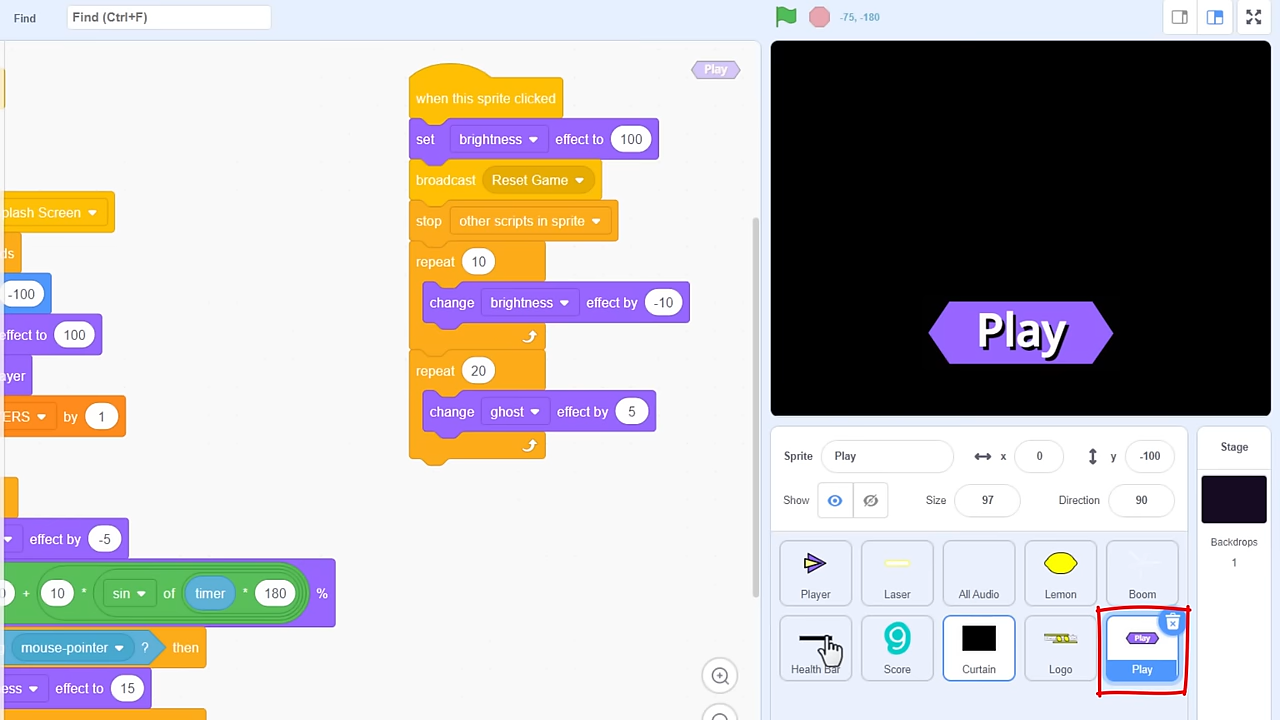 Find
Find (Ctrl+F)
-75, -180
Play
when this sprite clicked
set brightness effect to 100
broadcast Reset Game
stop other scripts in sprite
repeat 10
change brightness effect by -10
repeat 20
change ghost effect by 5
plash Screen
ds
-100
effect to 100
ayer
ERS by 1
effect by -5
+ 10 * sin of timer * 180 %
mouse-pointer ? then
ess effect to 15
Play
Sprite Play x 0 y -100
Show Size 97 Direction 90
Stage
Backdrops
1
Player Laser All Audio Lemon Boom
Health Bar Score Curtain Logo Play
9
Play